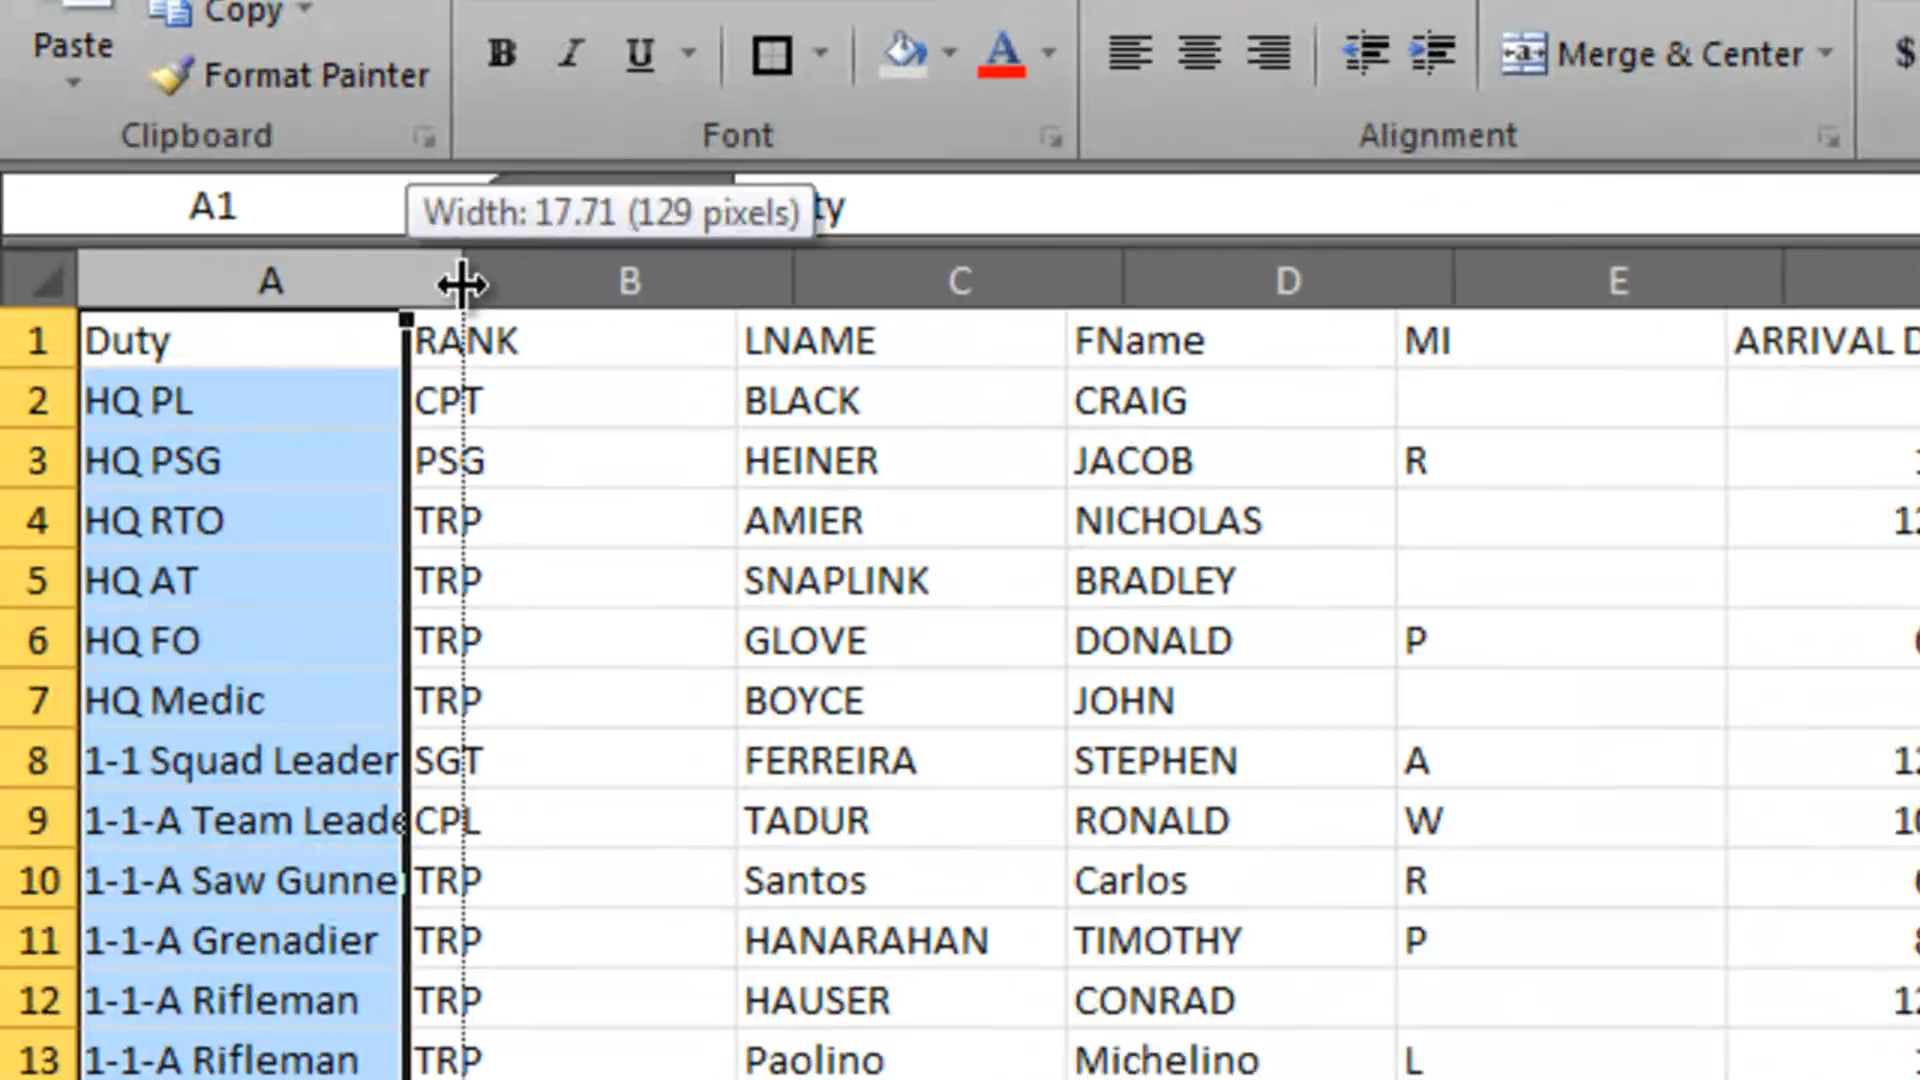 Copy
Paste
Format Painter
B I U A Merge & Center $
Clipboard Font Alignment
A1 Width: 17.71 (129 pixels)
A B C D E
1 Duty RANK LNAME FName MI ARRIVAL
2 HQ PL CPT BLACK CRAIG
3 HQ PSG PSG HEINER JACOB R
4 HQ RTO TRP AMIER NICHOLAS
5 HQ AT TRP SNAPLINK BRADLEY
6 HQ FO TRP GLOVE DONALD P
7 HQ Medic TRP BOYCE JOHN
8 1-1 Squad Leader SGT FERREIRA STEPHEN A
9 1-1-A Team Leade CPL TADUR RONALD W
10 1-1-A Saw Gunne TRP Santos Carlos R
11 1-1-A Grenadier TRP HANARAHAN TIMOTHY P
12 1-1-A Rifleman TRP HAUSER CONRAD
13 1-1-A Rifleman TRP Paolino Michelino L